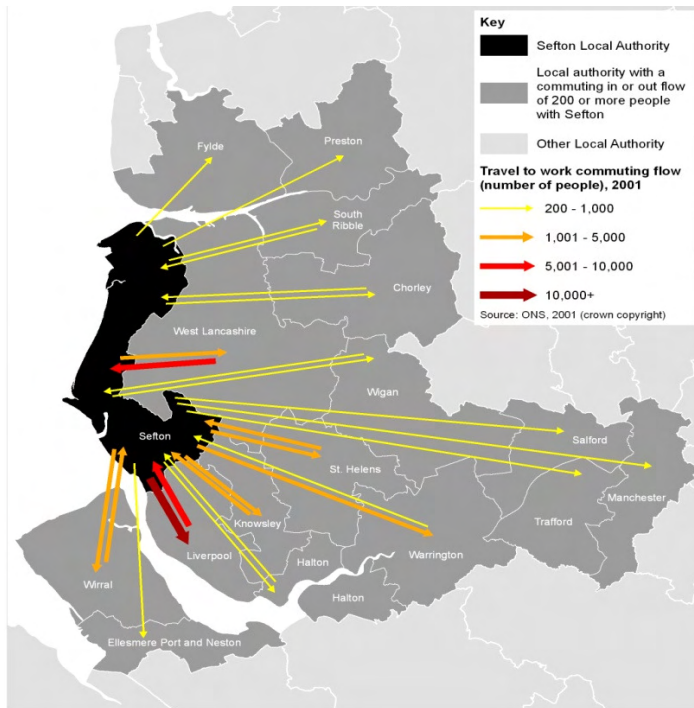 Key
Sefton Local Authority
Local authority with a
commuting in or out flow
of 200 or more people
with Sefton
Other Local Authority
Travel to work commuting flow
(number of people), 2001
200 - 1,000
1,001 - 5,000
5,001 - 10,000
10,000+
Source: ONS, 2001 (crown copyright)
Fylde
Preston
South
Ribble
Chorley
West Lancashire
Wigan
Sefton
Salford
St. Helens
Manchester
Knowsley
Trafford
Liverpool
Halton
Warrington
Wirral
Halton
Ellesmere Port and Neston